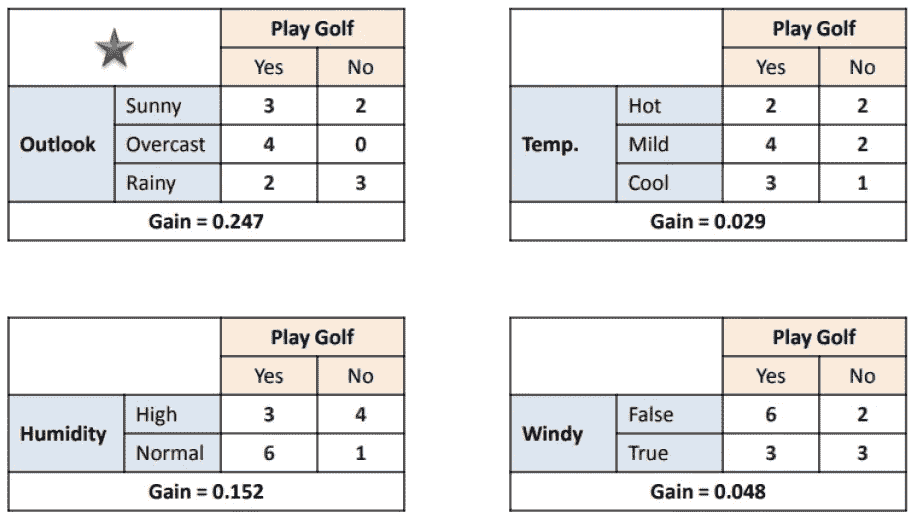 Play Golf
Yes No
Outlook
Sunny 3 2
Overcast 4 0
Rainy 2 3
Gain = 0.247
Play Golf
Yes No
Temp.
Hot 2 2
Mild 4 2
Cool 3 1
Gain = 0.029
Play Golf
Yes No
Humidity
High 3 4
Normal 6 1
Gain = 0.152
Play Golf
Yes No
Windy
False 6 2
True 3 3
Gain = 0.048